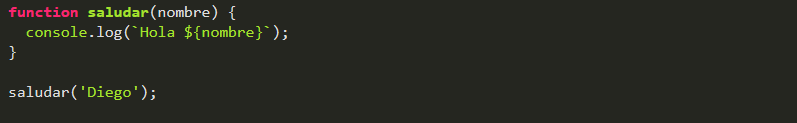 function saludar(nombre) {
  console.log(`Hola ${nombre}`);
}
saludar('Diego');